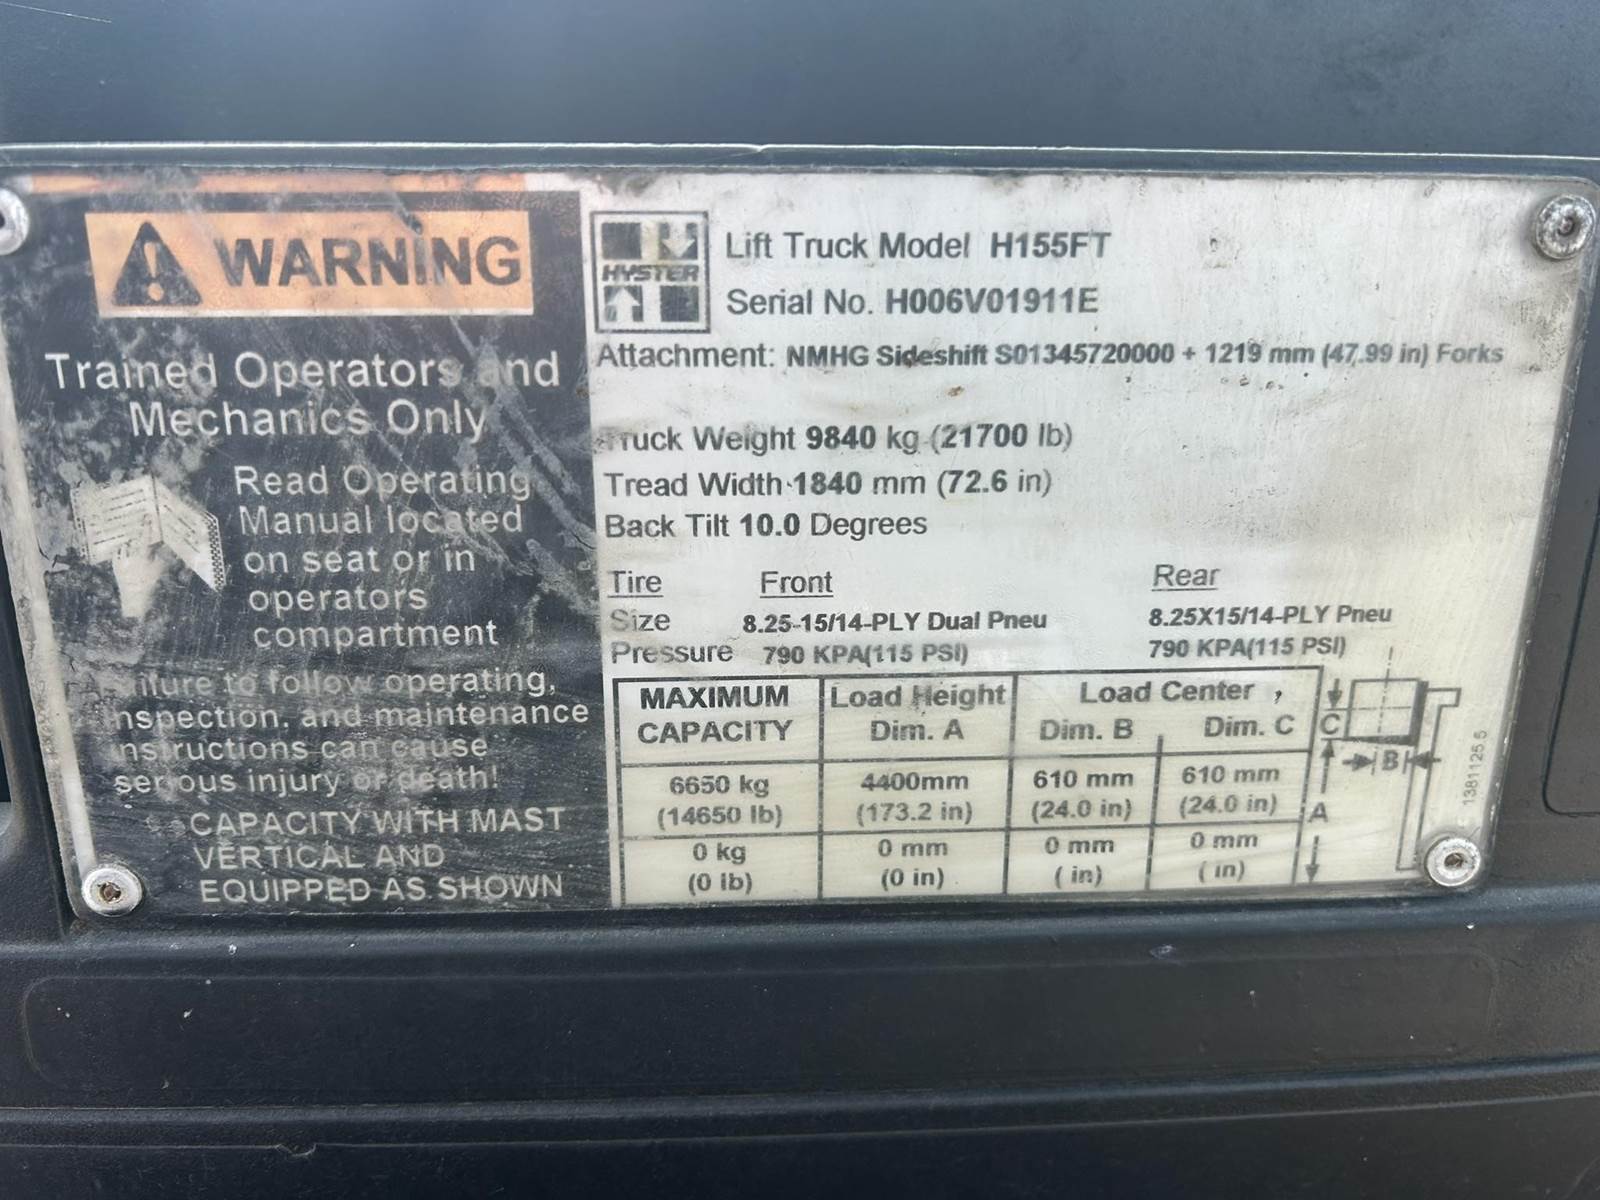 WARNING
Trained Operators and
Mechanics Only
Read Operating
Manual located
on seat or in
operators
compartment
Failure to follow operating,
inspection, and maintenance
instructions can cause
serious injury or death!
CAPACITY WITH MAST
VERTICAL AND
EQUIPPED AS SHOWN
HYSTER
Lift Truck Model H155FT
Serial No. H006V01911E
Attachment: NMHG Sideshift S01345720000 + 1219 mm (47.99 in) Forks
Truck Weight 9840 kg (21700 lb)
Tread Width 1840 mm (72.6 in)
Back Tilt 10.0 Degrees
Tire Front Rear
Size 8.25-15/14-PLY Dual Pneu 8.25X15/14-PLY Pneu
Pressure 790 KPA(115 PSI) 790 KPA(115 PSI)
MAXIMUM Load Height Load Center
CAPACITY Dim. A Dim. B Dim. C
6650 kg 4400mm 610 mm 610 mm
(14650 lb) (173.2 in) (24.0 in) (24.0 in)
0 kg 0 mm 0 mm 0 mm
(0 lb) (0 in) ( in) ( in)
C
B
A
1381125 5